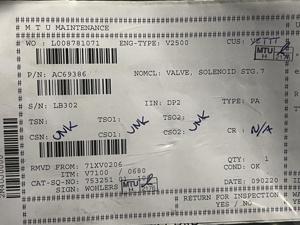 # MTU MAINTENANCE
WO : L008781071 ENG-TYPE: V2500 CUS:
MTU
P/N: AC69386 NOMCL: VALVE, SOLENOID STG.7
S/N: LB302 IIN: DP2 TYPE: PA
TSN: TSO1: TSO2:
CSN: UNK CSO1: UNK CSO2: UNK CR : N/A
RMVD FROM: 71XV0206 QTY: 1
ITM: V7100 / 0680 COND: OK
CAT-SQ-NO: 753251 DATE: 090220
SIGN: WOHLERS MTU
RETURN FOR INSPECTION
YES / NO